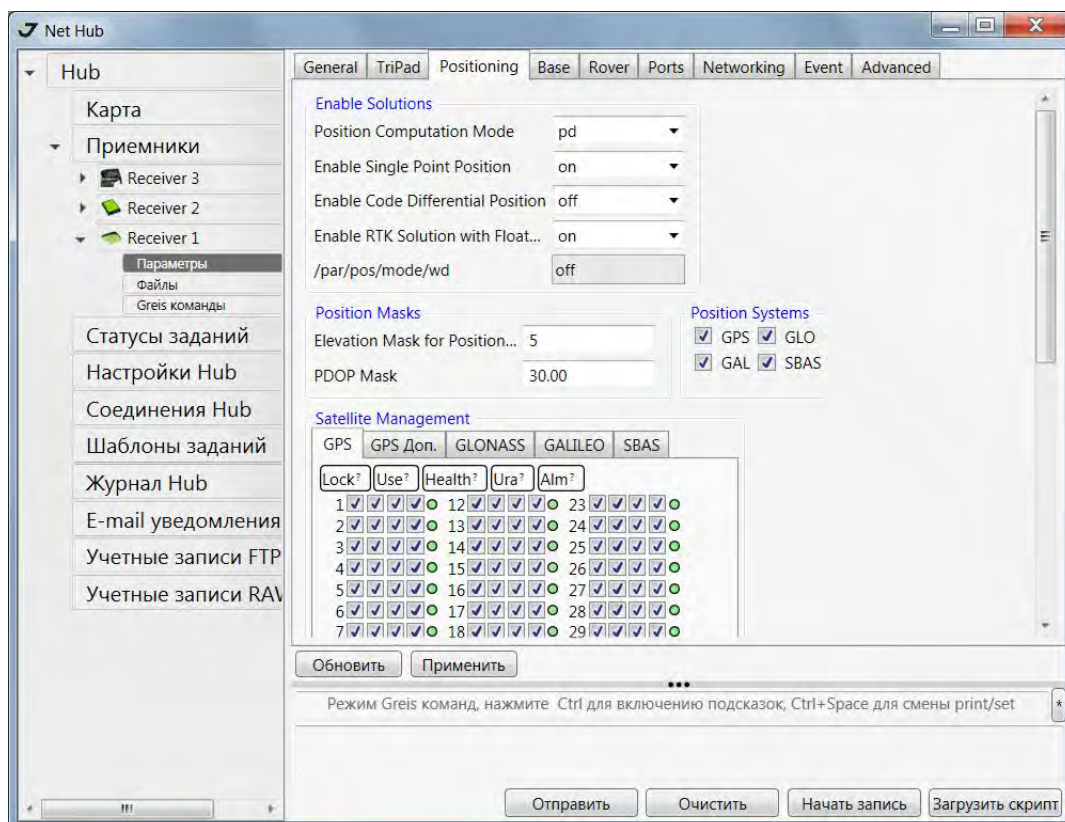 Net Hub
Hub
Карта
Приемники
Receiver 3
Receiver 2
Receiver 1
Параметры
Файлы
Greis команды
Статусы заданий
Настройки Hub
Соединения Hub
Шаблоны заданий
Журнал Hub
E-mail уведомления
Учетные записи FTP
Учетные записи RAW
General TriPad Positioning Base Rover Ports Networking Event Advanced
Enable Solutions
Position Computation Mode pd
Enable Single Point Position on
Enable Code Differential Position off
Enable RTK Solution with Float... on
/par/pos/mode/wd off
Position Masks
Elevation Mask for Position... 5
PDOP Mask 30.00
Position Systems
GPS GLO
GAL SBAS
Satellite Management
GPS GPS Доп. GLONASS GALILEO SBAS
Lock? Use? Health? Ura? Alm?
1 12 23
2 13 24
3 14 25
4 15 26
5 16 27
6 17 28
7 18 29
Обновить Применить
Режим Greis команд, нажмите Ctrl для включению подсказок, Ctrl+Space для смены print/set *
Отправить Очистить Начать запись Загрузить скрипт